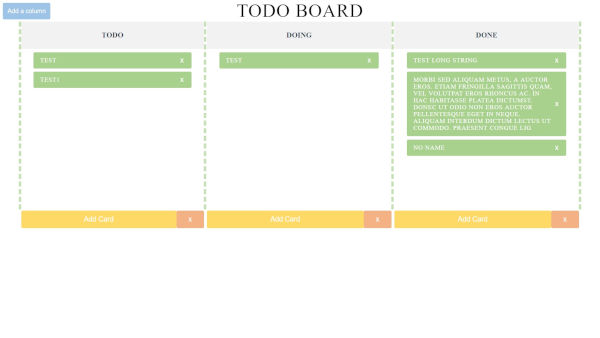 Add a column
TODO BOARD
TODO
TEST x
TEST1 x
Add Card x
DOING
TEST x
Add Card x
DONE
TEST LONG STRING x
MORBI SED ALIQUAM METUS, A AUCTOR
EROS. ETIAM FRINGILLA SAGITTIS QUAM,
VEL VOLUTPAT EROS RHONCUS AC. IN
HAC HABITASSE PLATEA DICTUMST.
DONEC UT ODIO NON EROS AUCTOR
PELLENTESQUE EGET IN NEQUE.
ALIQUAM INTERDUM DICTUM LECTUS UT
COMMODO. PRAESENT CONGUE LIG
x
NO NAME x
Add Card x